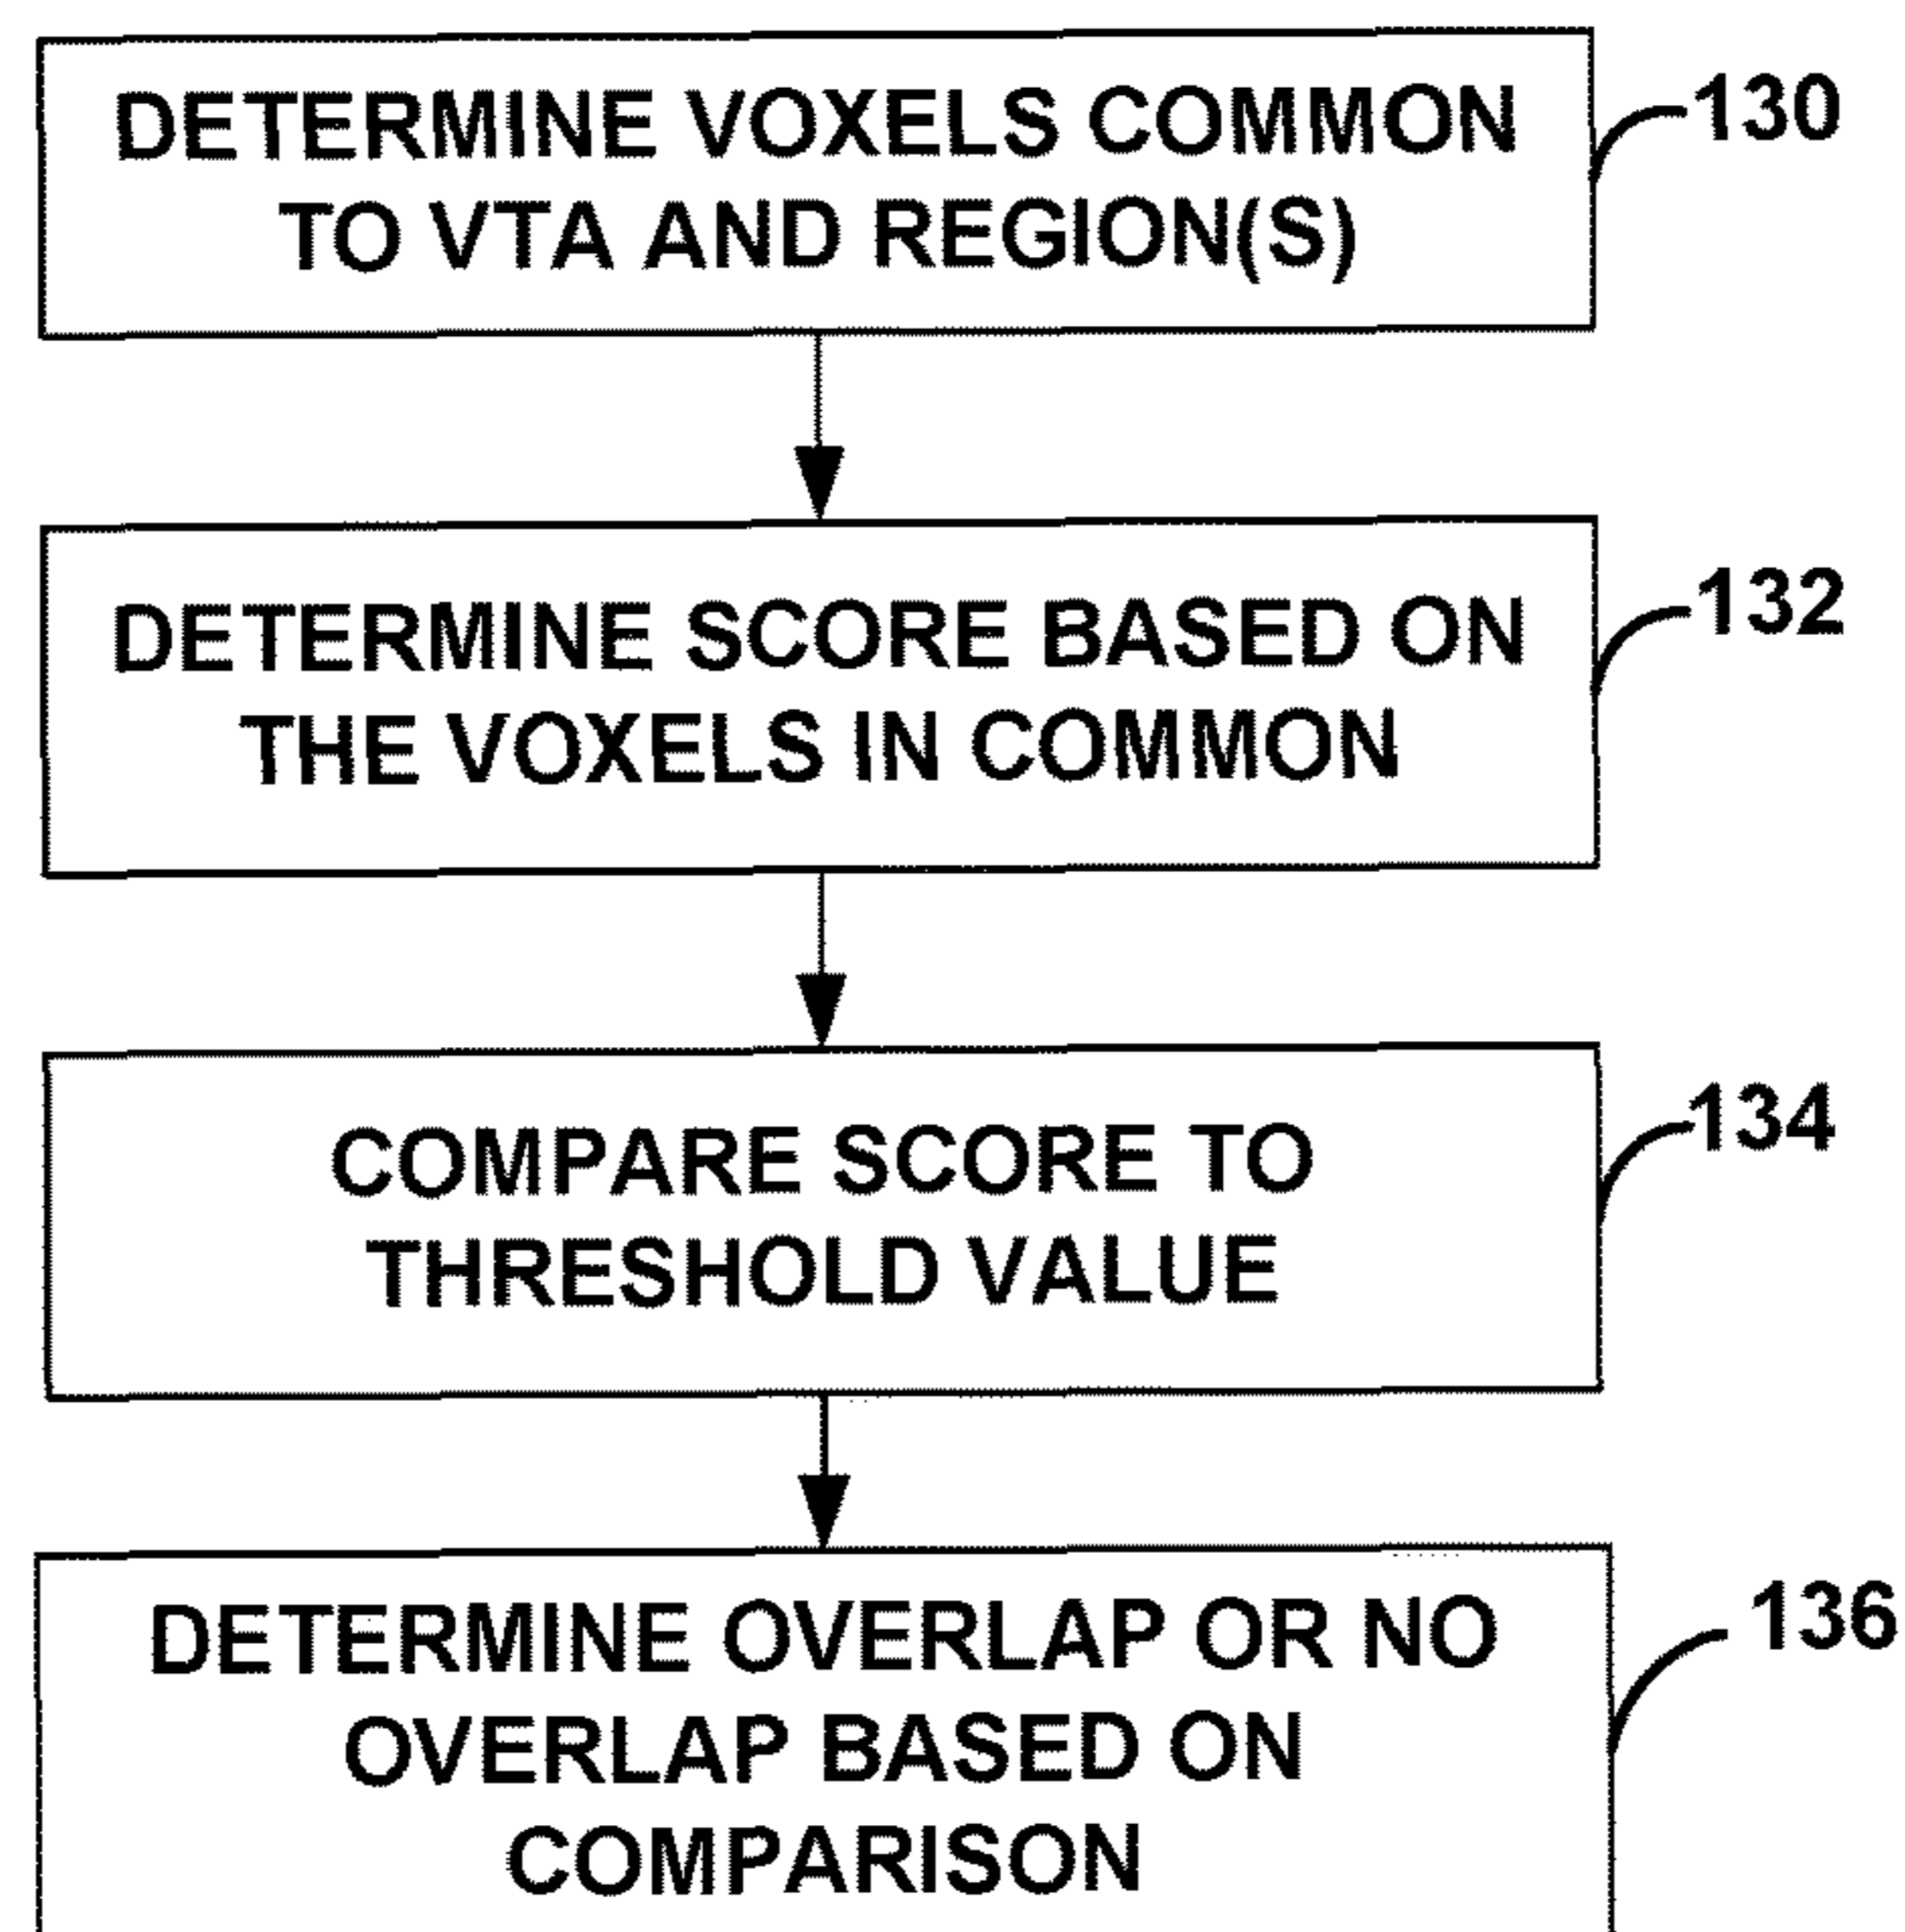 DETERMINE VOXELS COMMON
TO VTA AND REGION(S)
130
DETERMINE SCORE BASED ON
THE VOXELS IN COMMON
132
COMPARE SCORE TO
THRESHOLD VALUE
134
DETERMINE OVERLAP OR NO
OVERLAP BASED ON
COMPARISON
136